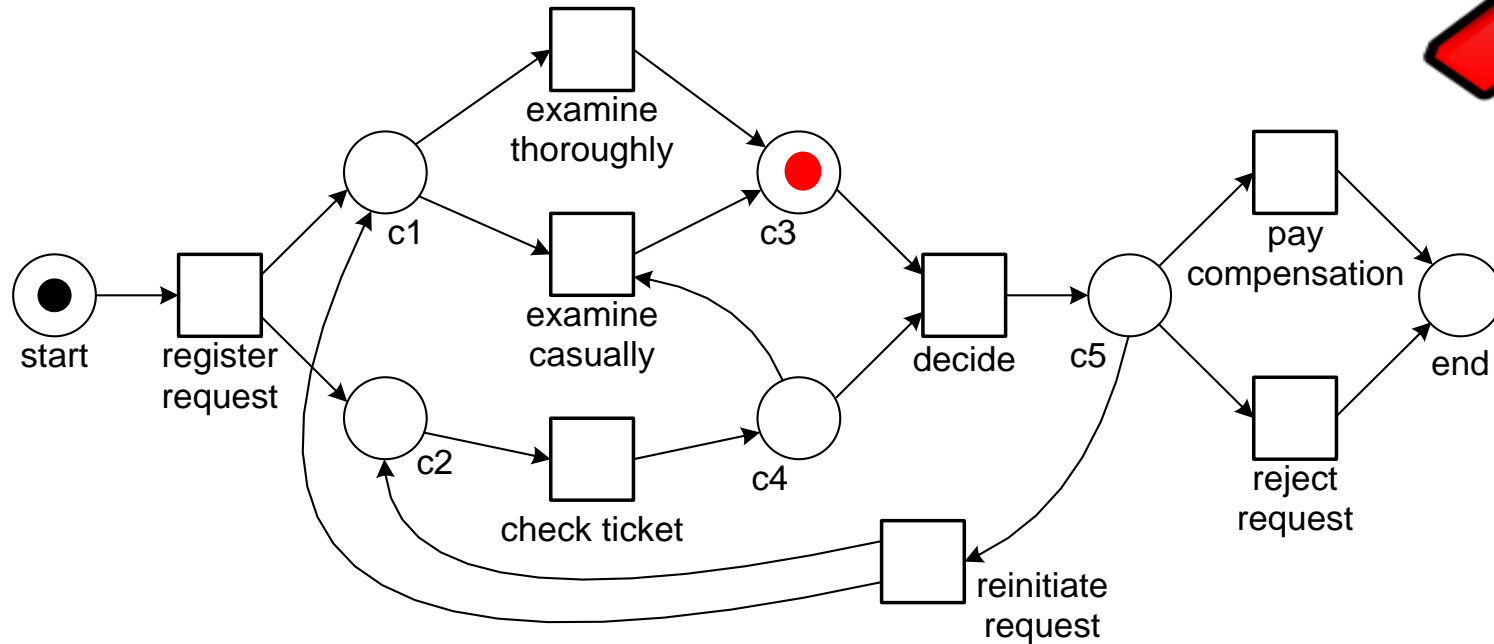 examine
thoroughly
c1
c3
pay
compensation
start
register
request
examine
casually
decide
c5
end
c2
c4
reject
request
check ticket
reinitiate
request